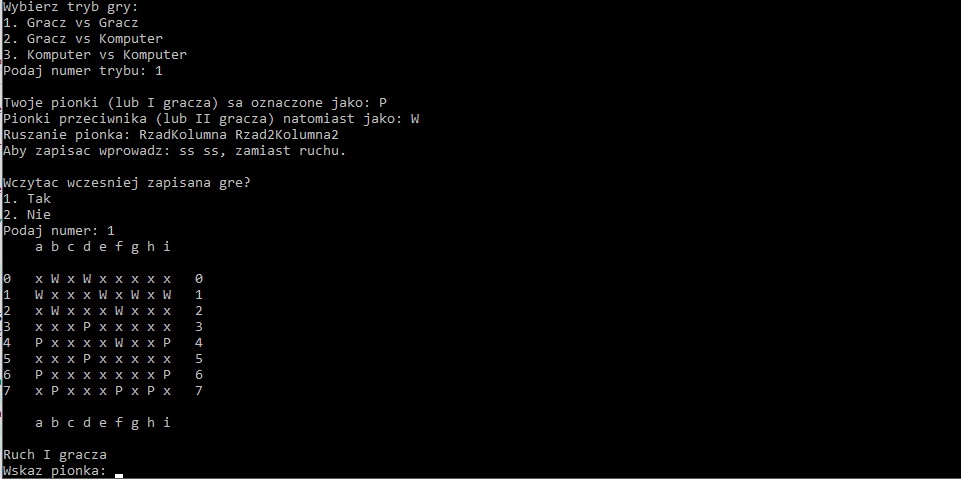 Wybierz tryb gry:
1. Gracz vs Gracz
2. Gracz vs Komputer
3. Komputer vs Komputer
Podaj numer trybu: 1
Twoje pionki (lub I gracza) sa oznaczone jako: P
Pionki przeciwnika (lub II gracza) natomiast jako: W
Ruszanie pionka: RzadKolumna Rzad2Kolumna2
Aby zapisac wprowadz: ss ss, zamiast ruchu.
Wczytac wczesniej zapisana gre?
1. Tak
2. Nie
Podaj numer: 1
a b c d e f g h i
0 x W x W x x x x x 0
1 W x x x W x W x W 1
2 x W x x x W x x x 2
3 x x x P x x x x x 3
4 P x x x x W x x P 4
5 x x x P x x x x x 5
6 P x x x x x x x P 6
7 x P x x x P x P x 7
a b c d e f g h i
Ruch I gracza
Wskaz pionka: